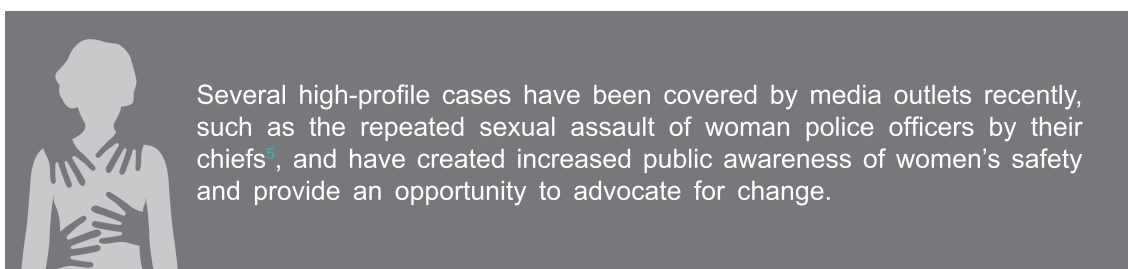 Several high-profile cases have been covered by media outlets recently,
such as the repeated sexual assault of woman police officers by their
chiefs5, and have created increased public awareness of women’s safety
and provide an opportunity to advocate for change.